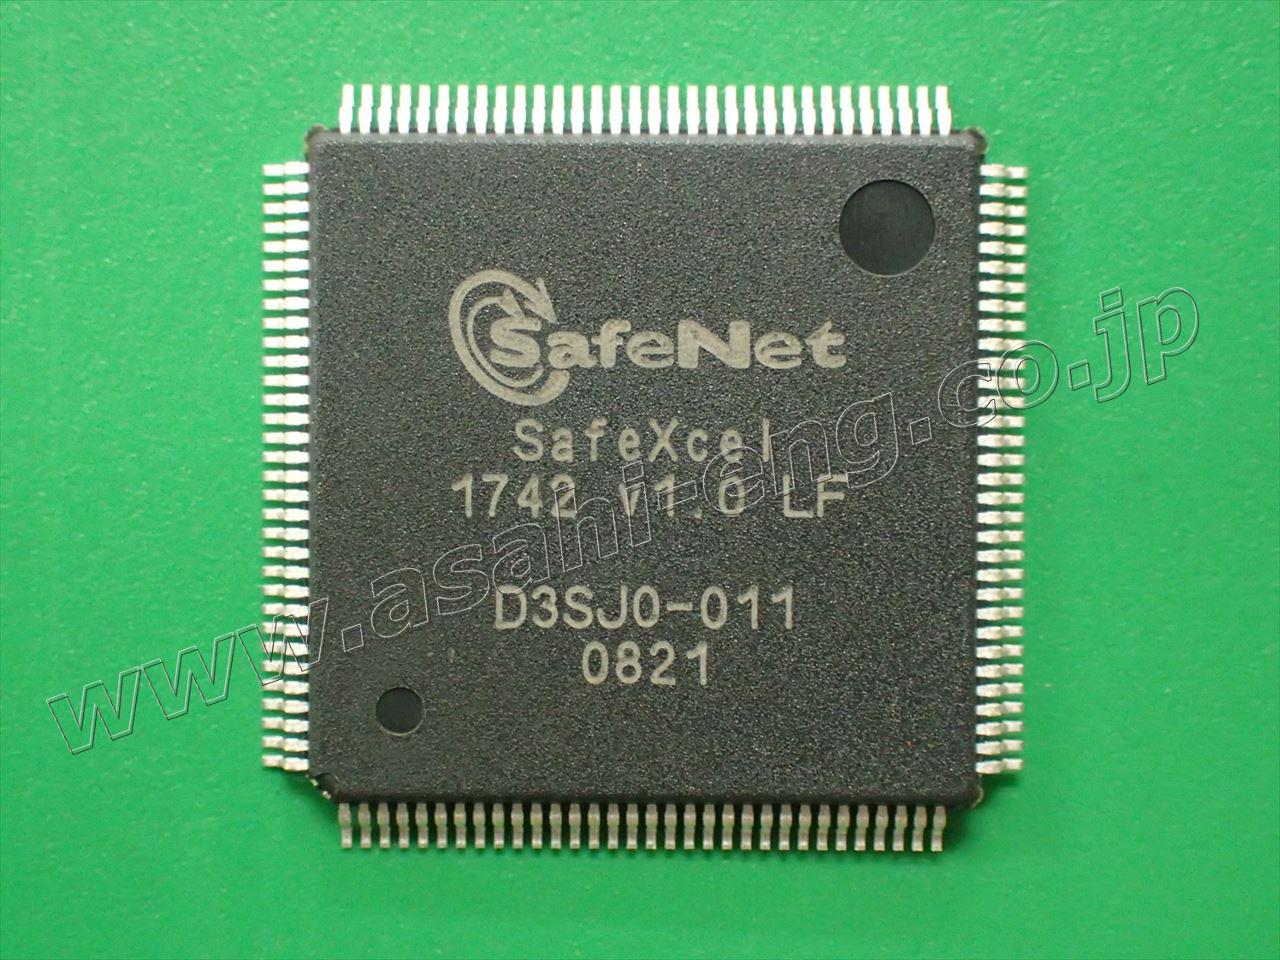 SafeNet
SafeXcel
1742 v1.0 LF
D3SJ0-011
0821
www.asahi-eng.co.jp